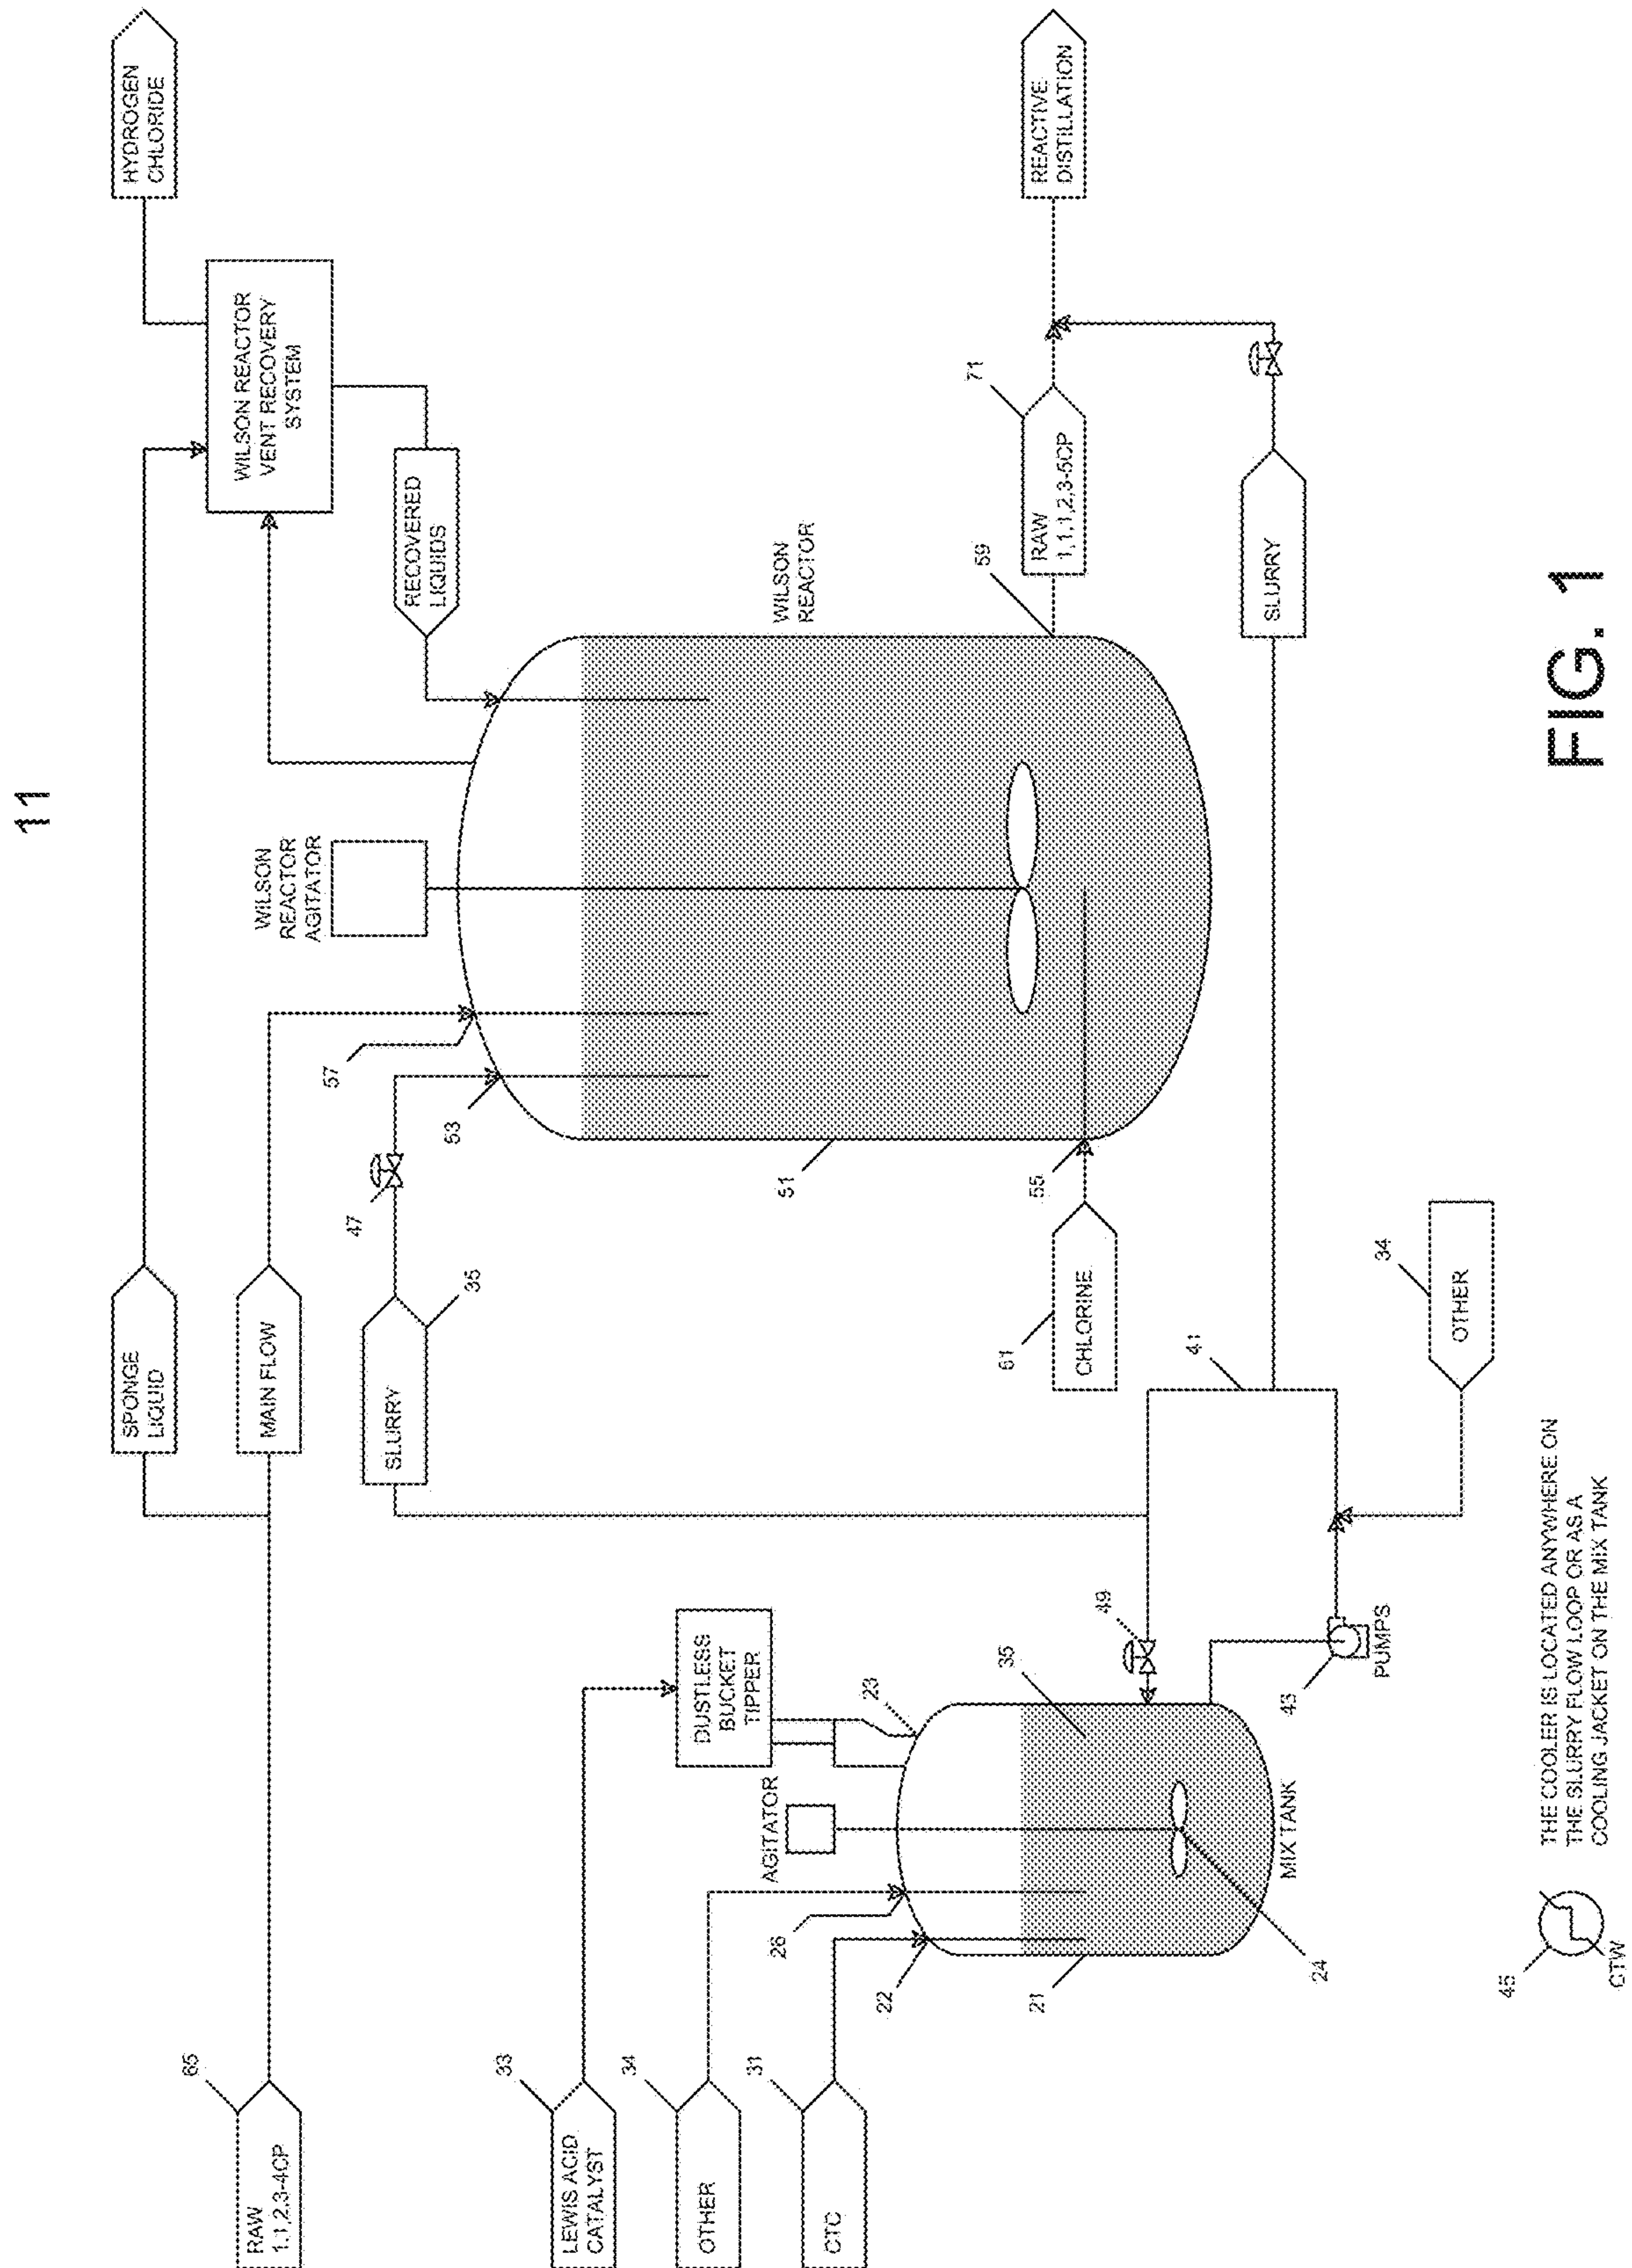 11
HYDROGEN
CHLORIDE
WILSON REACTOR
VENT RECOVERY
SYSTEM
SPONGE
LIQUID
MAIN FLOW
RAW
1,1,2,3-4CP
65
RECOVERED
LIQUIDS
WILSON
REACTOR
AGITATOR
57
53
47
SLURRY
35
WILSON
REACTOR
51
55
61
CHLORINE
59
71
RAW
1,1,1,2,3-5CP
REACTIVE
DISTILLATION
SLURRY
LEWIS ACID
CATALYST
33
OTHER
34
CTC
31
DUSTLESS
BUCKET
TIPPER
AGITATOR
23
26
22
21
24
35
49
MIX TANK
43
PUMPS
41
OTHER
34
45
CTW
THE COOLER IS LOCATED ANYWHERE ON
THE SLURRY FLOW LOOP OR AS A
COOLING JACKET ON THE MIX TANK
FIG. 1